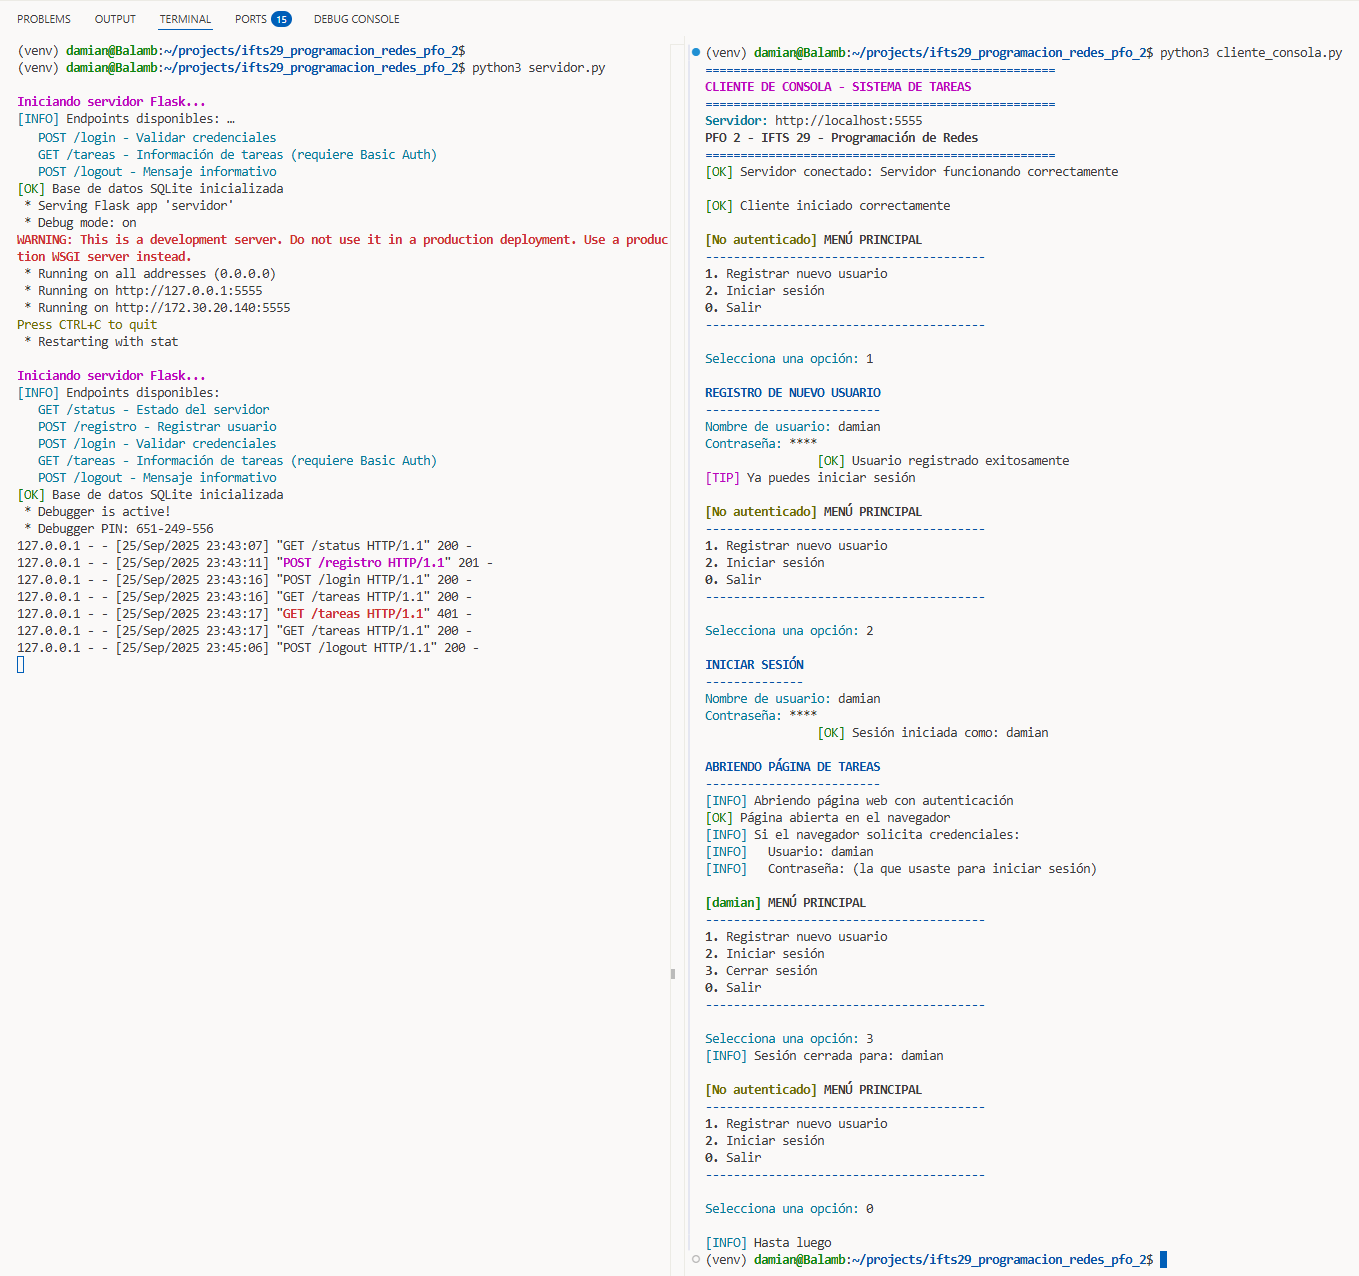 PROBLEMS OUTPUT TERMINAL PORTS 15 DEBUG CONSOLE
(venv) damian@Balamb:~/projects/ifts29_programacion_redes_pfo_2$
(venv) damian@Balamb:~/projects/ifts29_programacion_redes_pfo_2$ python3 servidor.py
Iniciando servidor Flask...
[INFO] Endpoints disponibles: …
POST /login - Validar credenciales
GET /tareas - Información de tareas (requiere Basic Auth)
POST /logout - Mensaje informativo
[OK] Base de datos SQLite inicializada
* Serving Flask app 'servidor'
* Debug mode: on
WARNING: This is a development server. Do not use it in a production deployment. Use a produc
tion WSGI server instead.
* Running on all addresses (0.0.0.0)
* Running on http://127.0.0.1:5555
* Running on http://172.30.20.140:5555
Press CTRL+C to quit
* Restarting with stat
Iniciando servidor Flask...
[INFO] Endpoints disponibles:
GET /status - Estado del servidor
POST /registro - Registrar usuario
POST /login - Validar credenciales
GET /tareas - Información de tareas (requiere Basic Auth)
POST /logout - Mensaje informativo
[OK] Base de datos SQLite inicializada
* Debugger is active!
* Debugger PIN: 651-249-556
127.0.0.1 - - [25/Sep/2025 23:43:07] "GET /status HTTP/1.1" 200 -
127.0.0.1 - - [25/Sep/2025 23:43:11] "POST /registro HTTP/1.1" 201 -
127.0.0.1 - - [25/Sep/2025 23:43:16] "POST /login HTTP/1.1" 200 -
127.0.0.1 - - [25/Sep/2025 23:43:16] "GET /tareas HTTP/1.1" 200 -
127.0.0.1 - - [25/Sep/2025 23:43:17] "GET /tareas HTTP/1.1" 401 -
127.0.0.1 - - [25/Sep/2025 23:43:17] "GET /tareas HTTP/1.1" 200 -
127.0.0.1 - - [25/Sep/2025 23:45:06] "POST /logout HTTP/1.1" 200 -
(venv) damian@Balamb:~/projects/ifts29_programacion_redes_pfo_2$ python3 cliente_consola.py
==================================================
CLIENTE DE CONSOLA - SISTEMA DE TAREAS
==================================================
Servidor: http://localhost:5555
PFO 2 - IFTS 29 - Programación de Redes
==================================================
[OK] Servidor conectado: Servidor funcionando correctamente
[OK] Cliente iniciado correctamente
[No autenticado] MENÚ PRINCIPAL
----------------------------------------
1. Registrar nuevo usuario
2. Iniciar sesión
0. Salir
----------------------------------------
Selecciona una opción: 1
REGISTRO DE NUEVO USUARIO
-------------------------
Nombre de usuario: damian
Contraseña: ****
[OK] Usuario registrado exitosamente
[TIP] Ya puedes iniciar sesión
[No autenticado] MENÚ PRINCIPAL
----------------------------------------
1. Registrar nuevo usuario
2. Iniciar sesión
0. Salir
----------------------------------------
Selecciona una opción: 2
INICIAR SESIÓN
--------------
Nombre de usuario: damian
Contraseña: ****
[OK] Sesión iniciada como: damian
ABRIENDO PÁGINA DE TAREAS
-------------------------
[INFO] Abriendo página web con autenticación
[OK] Página abierta en el navegador
[INFO] Si el navegador solicita credenciales:
[INFO]   Usuario: damian
[INFO]   Contraseña: (la que usaste para iniciar sesión)
[damian] MENÚ PRINCIPAL
----------------------------------------
1. Registrar nuevo usuario
2. Iniciar sesión
3. Cerrar sesión
0. Salir
----------------------------------------
Selecciona una opción: 3
[INFO] Sesión cerrada para: damian
[No autenticado] MENÚ PRINCIPAL
----------------------------------------
1. Registrar nuevo usuario
2. Iniciar sesión
0. Salir
----------------------------------------
Selecciona una opción: 0
[INFO] Hasta luego
(venv) damian@Balamb:~/projects/ifts29_programacion_redes_pfo_2$